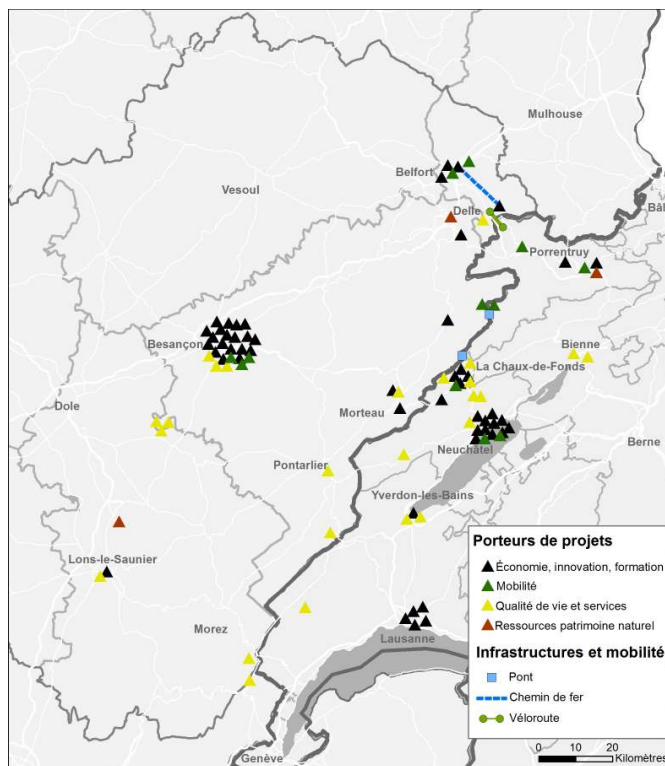 Mulhouse
Belfort
Vesoul
Delle
Bâl
Porrentruy
Besançon
Bienne
La Chaux-de-Fonds
Dole
Morteau
Berne
Neuchâtel
Pontarlier
Yverdon-les-Bains
Lons-le-Saunier
Morez
Lausanne
Genève
Porteurs de projets
Économie, innovation, formation
Mobilité
Qualité de vie et services
Ressources patrimoine naturel
Infrastructures et mobilité
Pont
Chemin de fer
Véloroute
0 10 20
Kilomètres